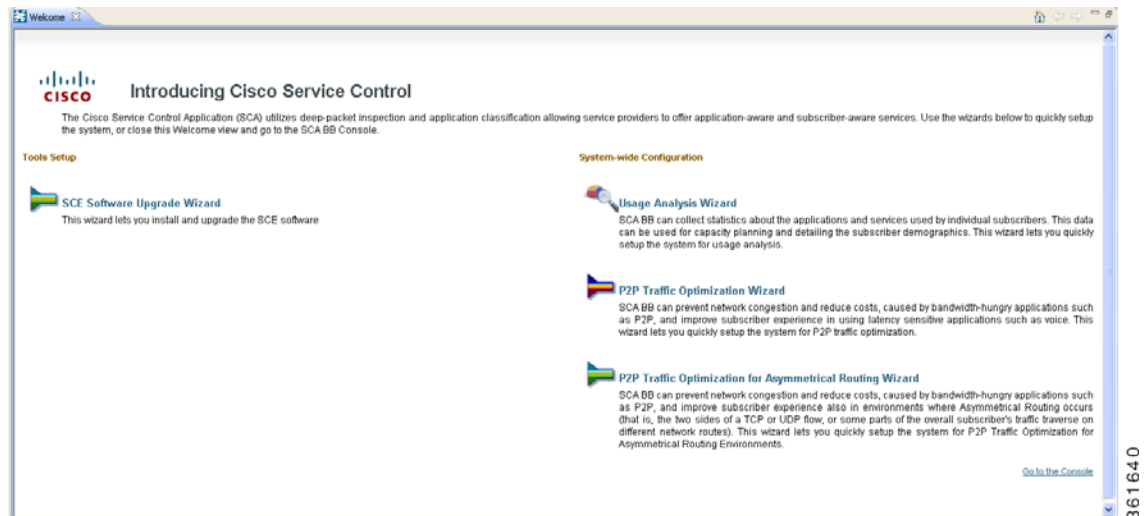 Welcome
CISCO
Introducing Cisco Service Control
The Cisco Service Control Application (SCA) utilizes deep-packet inspection and application classification allowing service providers to offer application-aware and subscriber-aware services. Use the wizards below to quickly setup
the system, or close this Welcome view and go to the SCA BB Console.
Tools Setup
SCE Software Upgrade Wizard
This wizard lets you install and upgrade the SCE software
System-wide Configuration
Usage Analysis Wizard
SCA BB can collect statistics about the applications and services used by individual subscribers. This data
can be used for capacity planning and detailing the subscriber demographics. This wizard lets you quickly
setup the system for usage analysis.
P2P Traffic Optimization Wizard
SCA BB can prevent network congestion and reduce costs, caused by bandwidth-hungry applications such
as P2P, and improve subscriber experience in using latency sensitive applications such as voice. This
wizard lets you quickly setup the system for P2P traffic optimization.
P2P Traffic Optimization for Asymmetrical Routing Wizard
SCA BB can prevent network congestion and reduce costs, caused by bandwidth-hungry applications such
as P2P, and improve subscriber experience also in environments where Asymmetrical Routing occurs
(that is, the two sides of a TCP or UDP flow, or some parts of the overall subscriber's traffic traverse on
different network routes). This wizard lets you quickly setup the system for P2P Traffic Optimization for
Asymmetrical Routing Environments.
Go to the Console
361640